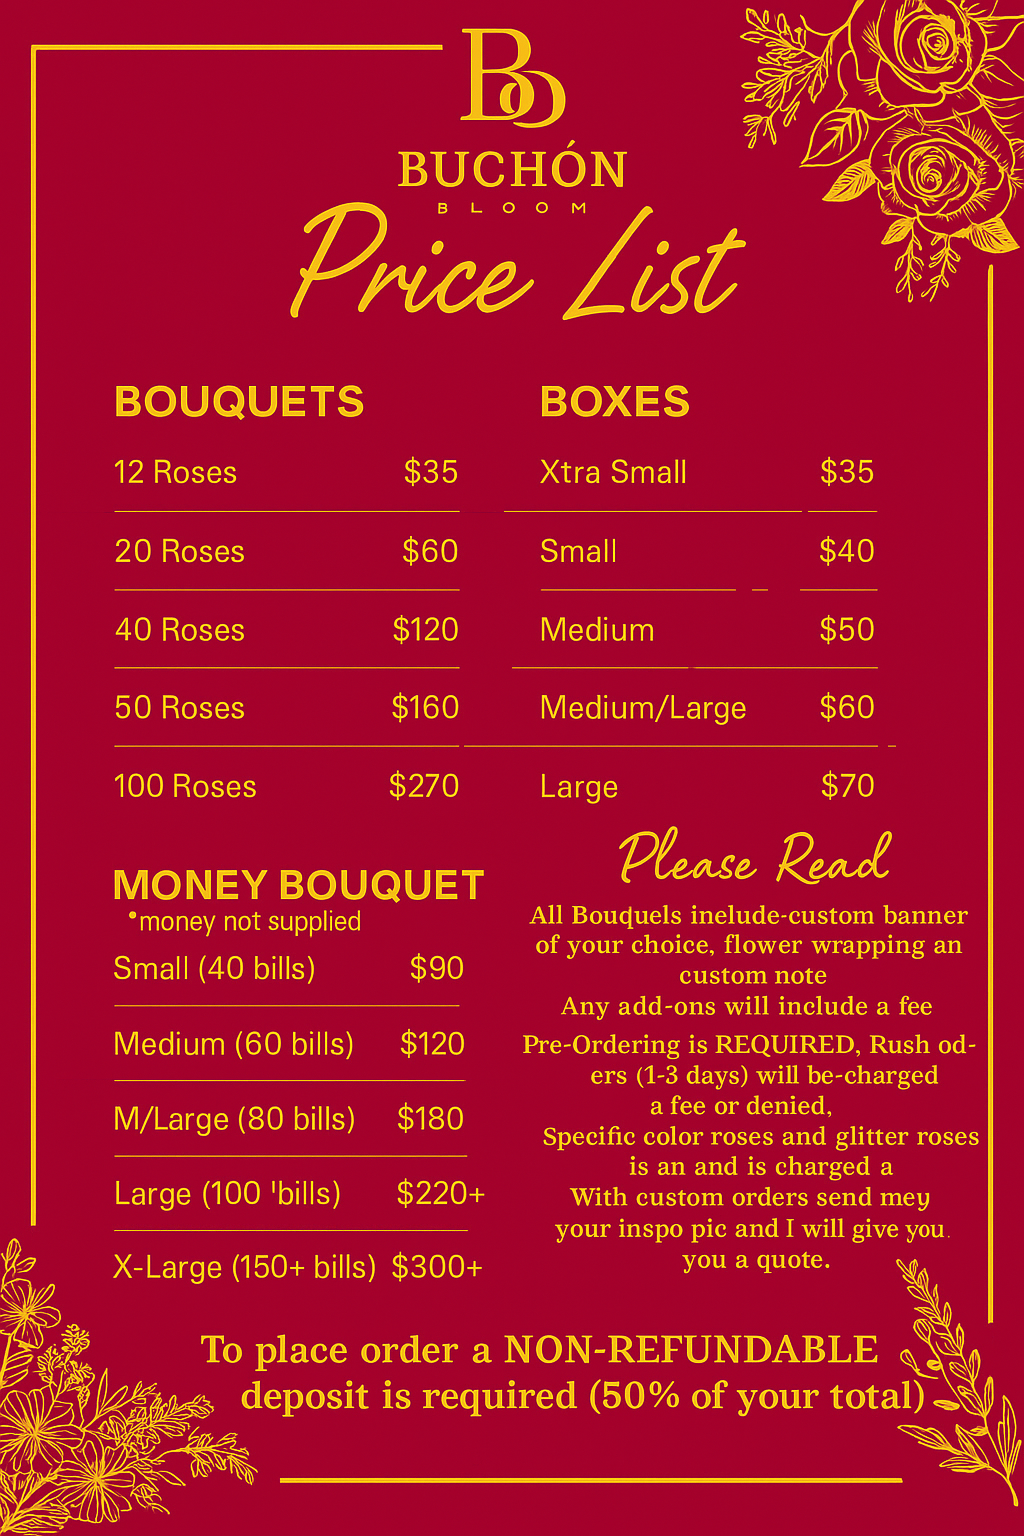 B
BUCHÓN
BLOOM
Price List
BOUQUETS
12 Roses $35
20 Roses $60
40 Roses $120
50 Roses $160
100 Roses $270
BOXES
Xtra Small $35
Small $40
Medium $50
Medium/Large $60
Large $70
MONEY BOUQUET
*money not supplied
Small (40 bills) $90
Medium (60 bills) $120
M/Large (80 bills) $180
Large (100 'bills) $220+
X-Large (150+ bills) $300+
Please Read
All Bouquels inelude-custom banner
of your choice, flower wrapping an
custom note
Any add-ons will include a fee
Pre-Ordering is REQUIRED, Rush od-
ers (1-3 days) will be-charged
a fee or denied,
Specific color roses and glitter roses
is an and is charged a
With custom orders send mey
your inspo pic and I will give you.
you a quote.
To place order a NON-REFUNDABLE
deposit is required (50% of your total)